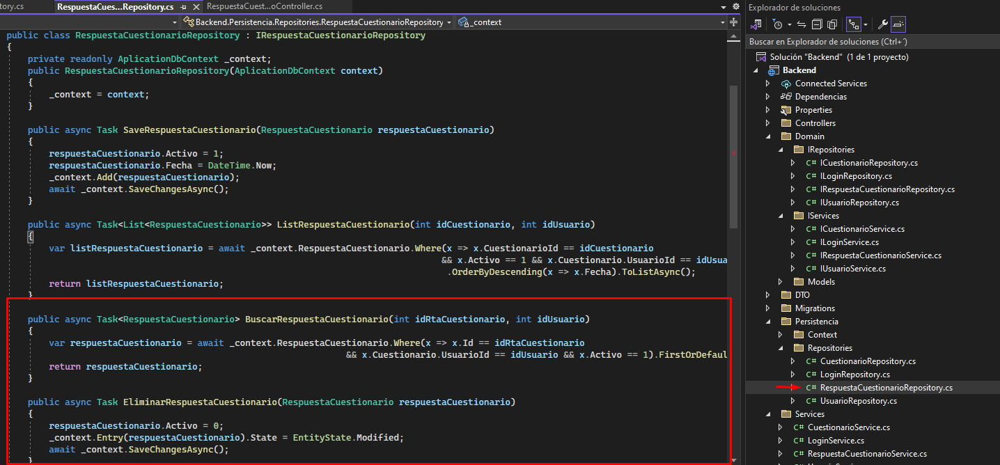 tory.cs
RespuestaCues...Repository.cs
RespuestaCuest...oController.cs
Backend.Persistencia.Repositories.RespuestaCuestionarioRepository
_context
public class RespuestaCuestionarioRepository : IRespuestaCuestionarioRepository
{
private readonly AplicationDbContext _context;
public RespuestaCuestionarioRepository(AplicationDbContext context)
{
_context = context;
}
public async Task SaveRespuestaCuestionario(RespuestaCuestionario respuestaCuestionario)
{
respuestaCuestionario.Activo = 1;
respuestaCuestionario.Fecha = DateTime.Now;
_context.Add(respuestaCuestionario);
await _context.SaveChangesAsync();
}
public async Task<List<RespuestaCuestionario>> ListRespuestaCuestionario(int idCuestionario, int idUsuario)
{
var listRespuestaCuestionario = await _context.RespuestaCuestionario.Where(x => x.CuestionarioId == idCuestionario
&& x.Activo == 1 && x.Cuestionario.UsuarioId == idUsua
.OrderByDescending(x => x.Fecha).ToListAsync();
return listRespuestaCuestionario;
}
public async Task<RespuestaCuestionario> BuscarRespuestaCuestionario(int idRtaCuestionario, int idUsuario)
{
var respuestaCuestionario = await _context.RespuestaCuestionario.Where(x => x.Id == idRtaCuestionario
&& x.Cuestionario.UsuarioId == idUsuario && x.Activo == 1).FirstOrDefaul
return respuestaCuestionario;
}
public async Task EliminarRespuestaCuestionario(RespuestaCuestionario respuestaCuestionario)
{
respuestaCuestionario.Activo = 0;
_context.Entry(respuestaCuestionario).State = EntityState.Modified;
await _context.SaveChangesAsync();
}
Explorador de soluciones
Buscar en Explorador de soluciones (Ctrl+´)
Solución "Backend" (1 de 1 proyecto)
Backend
Connected Services
Dependencias
Properties
Controllers
Domain
IRepositories
C# ICuestionarioRepository.cs
C# ILoginRepository.cs
C# IRespuestaCuestionarioRepository.cs
C# IUsuarioRepository.cs
IServices
C# ICuestionarioService.cs
C# ILoginService.cs
C# IRespuestaCuestionarioService.cs
C# IUsuarioService.cs
Models
DTO
Migrations
Persistencia
Context
Repositories
C# CuestionarioRepository.cs
C# LoginRepository.cs
C# RespuestaCuestionarioRepository.cs
C# UsuarioRepository.cs
Services
C# CuestionarioService.cs
C# LoginService.cs
C# RespuestaCuestionarioService.cs